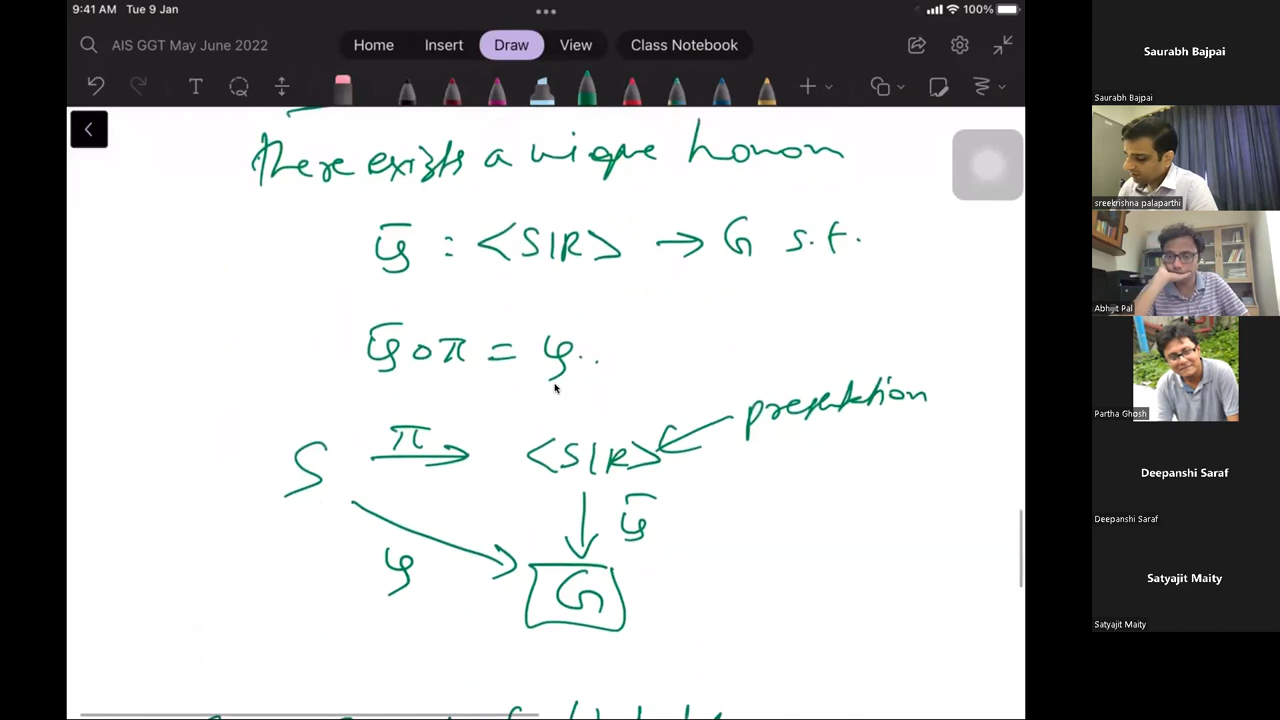 9:41 AM Tue 9 Jan
100%
AIS GGT May June 2022
Home Insert Draw View Class Notebook
there exists a unique homom
φ̅ : <S|R> → G s.t.
φ̅ ∘ π = φ..
presentation
S π→ <S|R>
φ φ̅
G
Saurabh Bajpai
Saurabh Bajpai
sreekrishna palaparthi
Abhijit Pal
Partha Ghosh
Deepanshi Saraf
Deepanshi Saraf
Satyajit Maity
Satyajit Maity